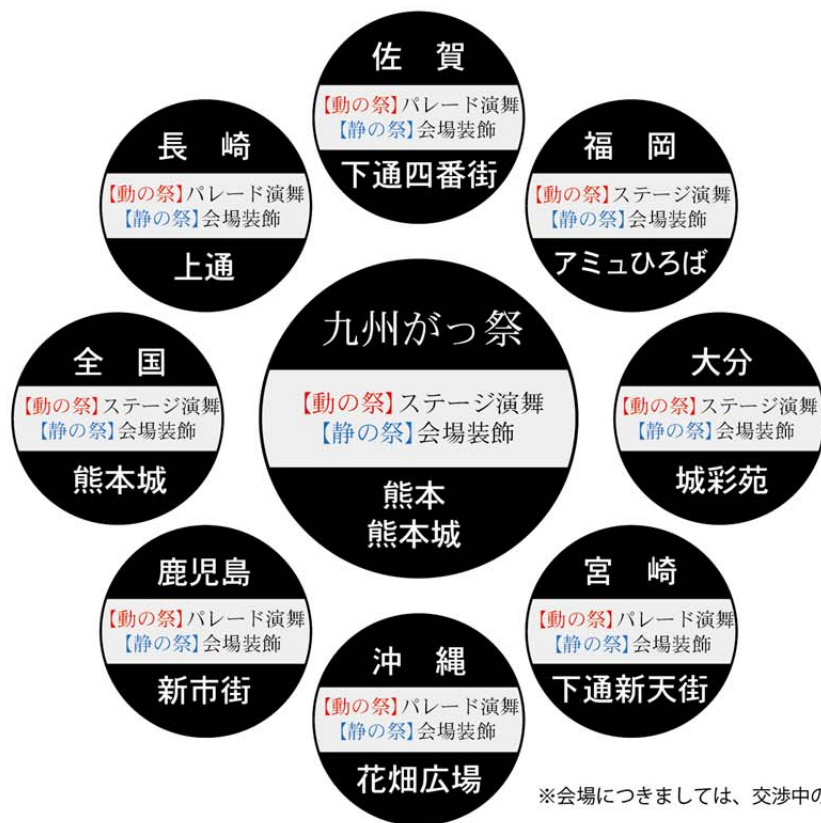 佐　賀
【動の祭】パレード演舞
【静の祭】会場装飾
下通四番街
長　崎
【動の祭】パレード演舞
【静の祭】会場装飾
上通
福　岡
【動の祭】ステージ演舞
【静の祭】会場装飾
アミュひろば
九州がっ祭
【動の祭】ステージ演舞
【静の祭】会場装飾
熊本
熊本城
全　国
【動の祭】ステージ演舞
【静の祭】会場装飾
熊本城
大分
【動の祭】ステージ演舞
【静の祭】会場装飾
城彩苑
鹿児島
【動の祭】パレード演舞
【静の祭】会場装飾
新市街
宮　崎
【動の祭】パレード演舞
【静の祭】会場装飾
下通新天街
沖　縄
【動の祭】パレード演舞
【静の祭】会場装飾
花畑広場
※会場につきましては、交渉中の